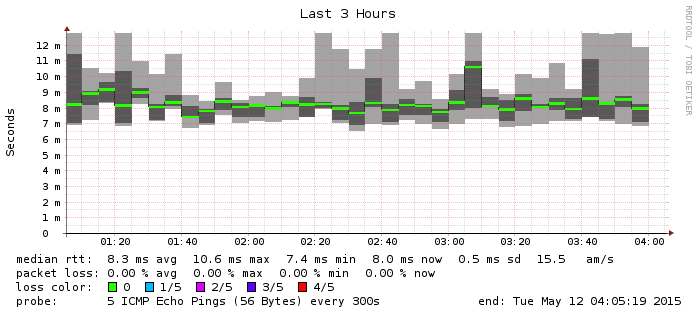 Last 3 Hours
RRDTOOL / TOBI OETIKER
Seconds
12 m
11 m
10 m
9 m
8 m
7 m
6 m
5 m
4 m
3 m
2 m
1 m
0
01:20 01:40 02:00 02:20 02:40 03:00 03:20 03:40 04:00
median rtt: 8.3 ms avg 10.6 ms max 7.4 ms min 8.0 ms now 0.5 ms sd 15.5 am/s
packet loss: 0.00 % avg 0.00 % max 0.00 % min 0.00 % now
loss color: 0 1/5 2/5 3/5 4/5
probe: 5 ICMP Echo Pings (56 Bytes) every 300s end: Tue May 12 04:05:19 2015